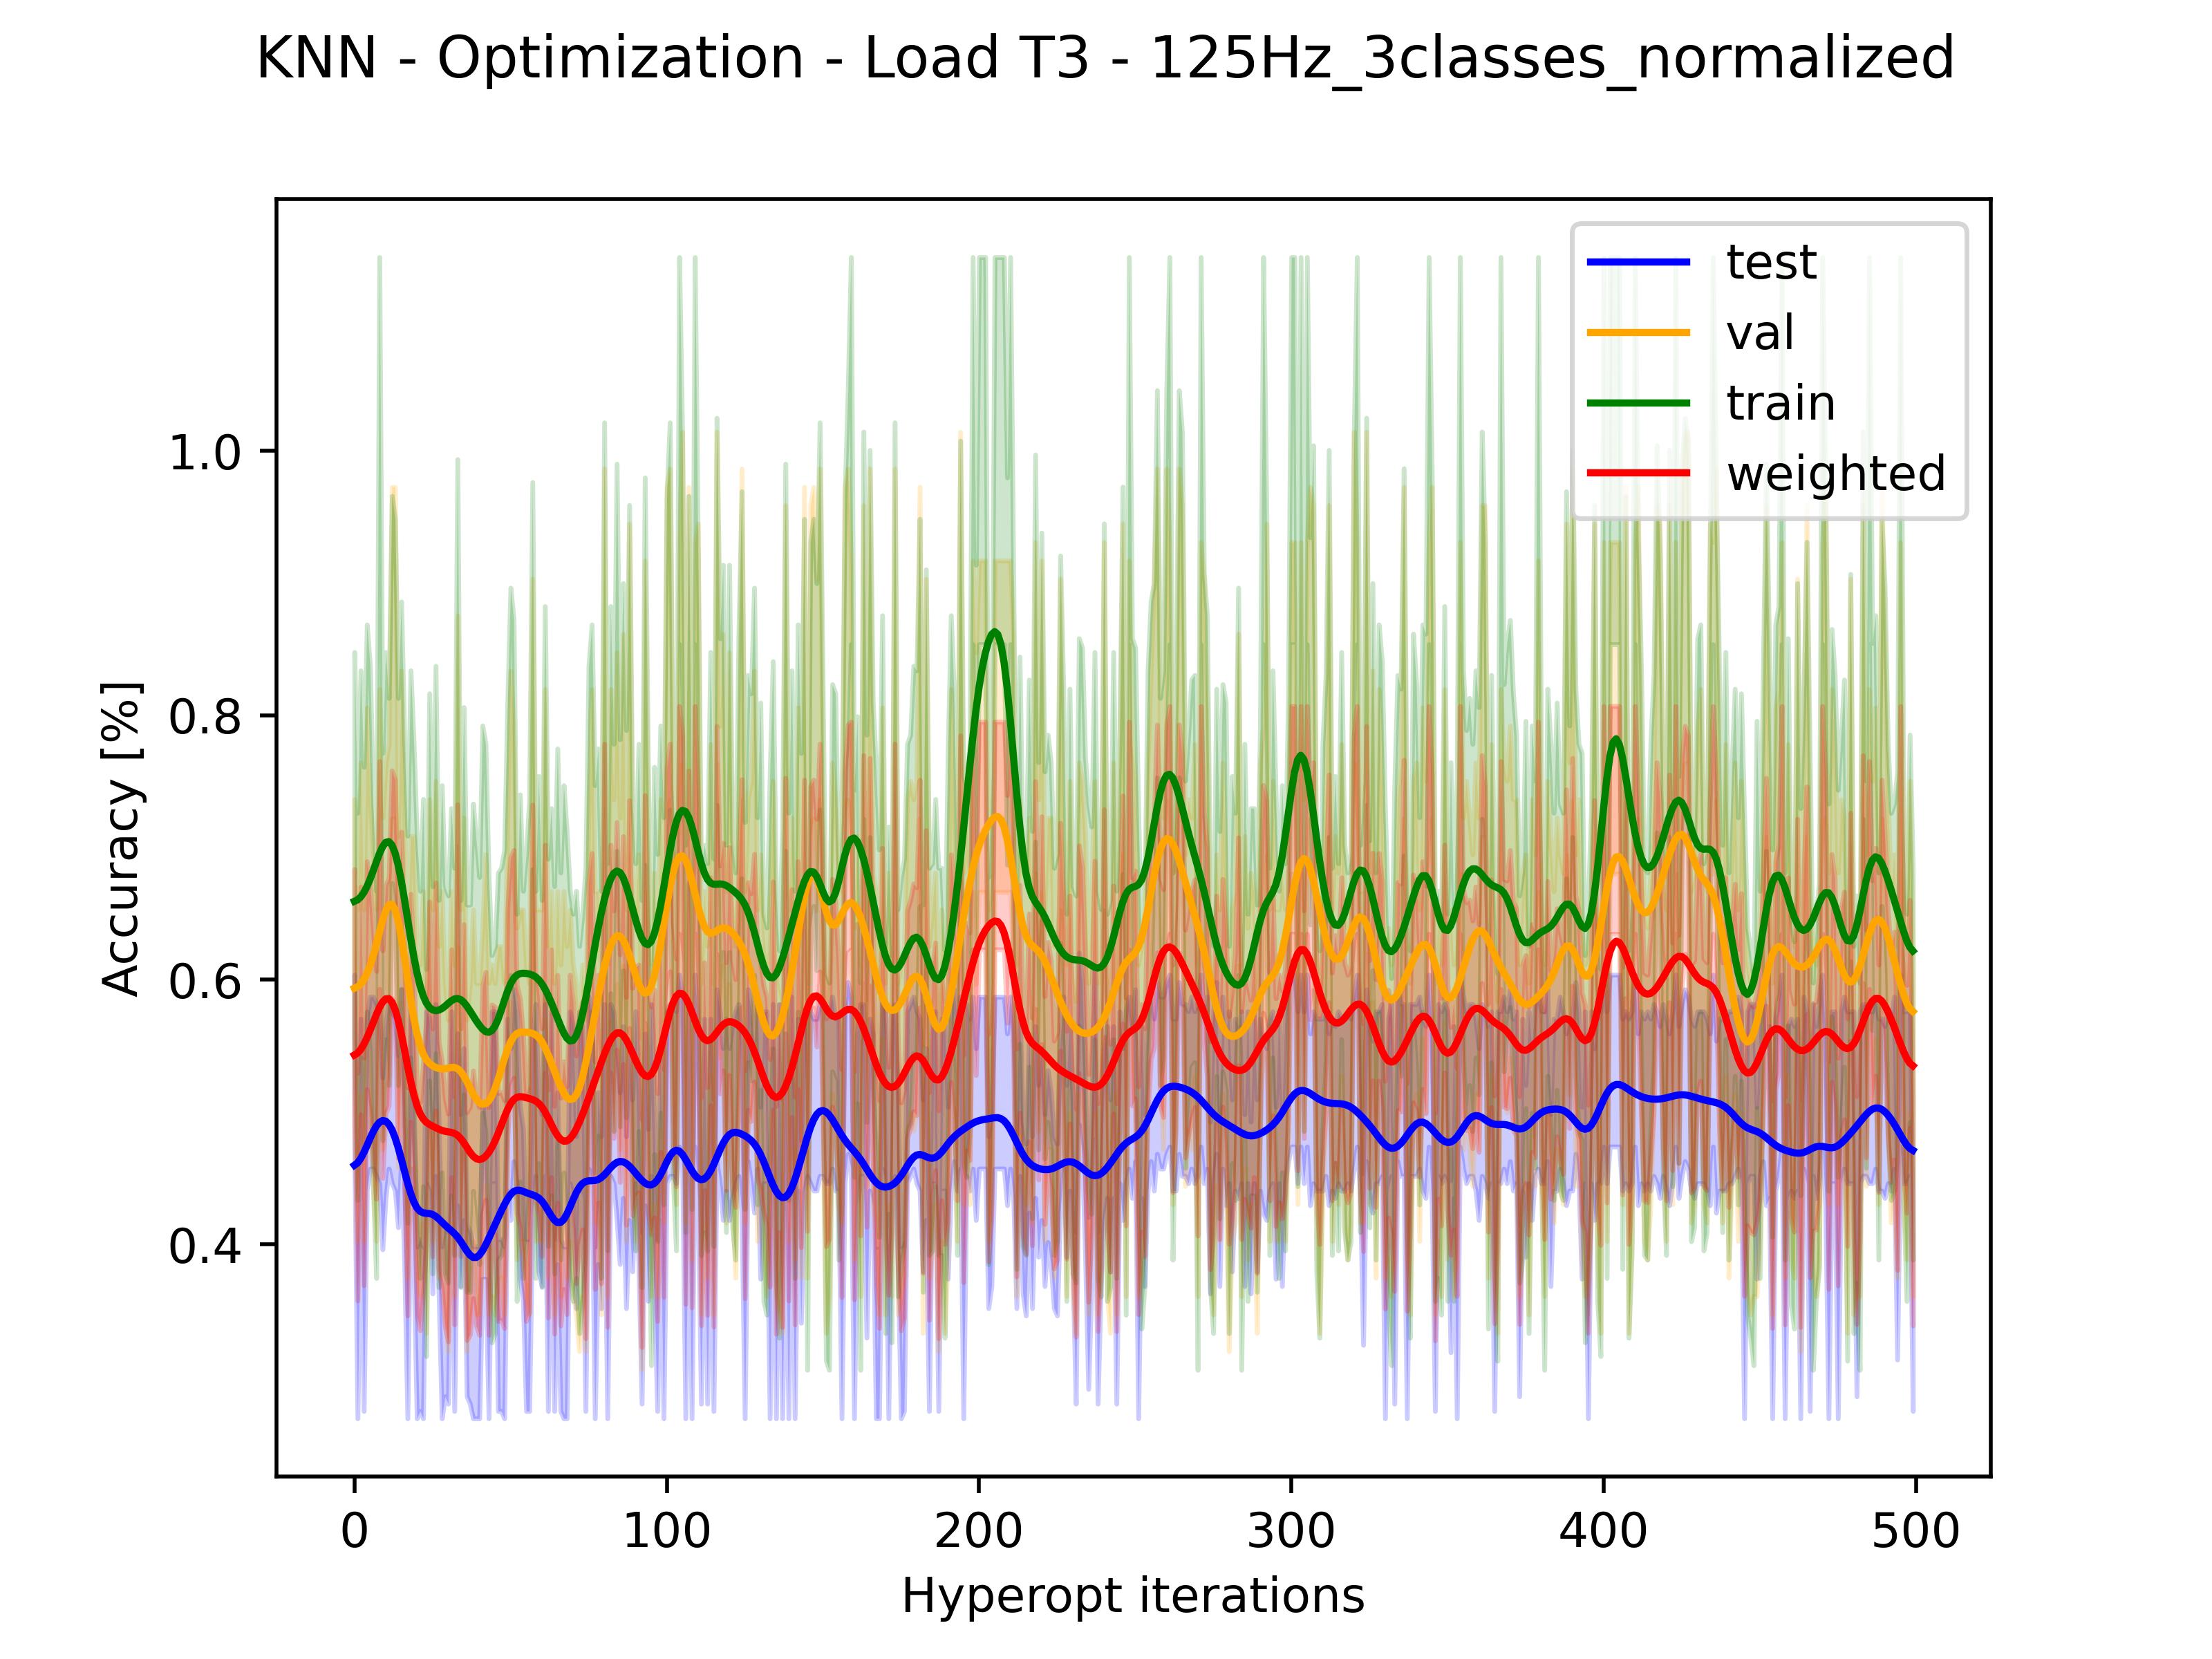 KNN - Optimization - Load T3 - 125Hz_3classes_normalized
test
val
train
weighted
Accuracy [%]
1.0
0.8
0.6
0.4
0
100
200
300
400
500
Hyperopt iterations